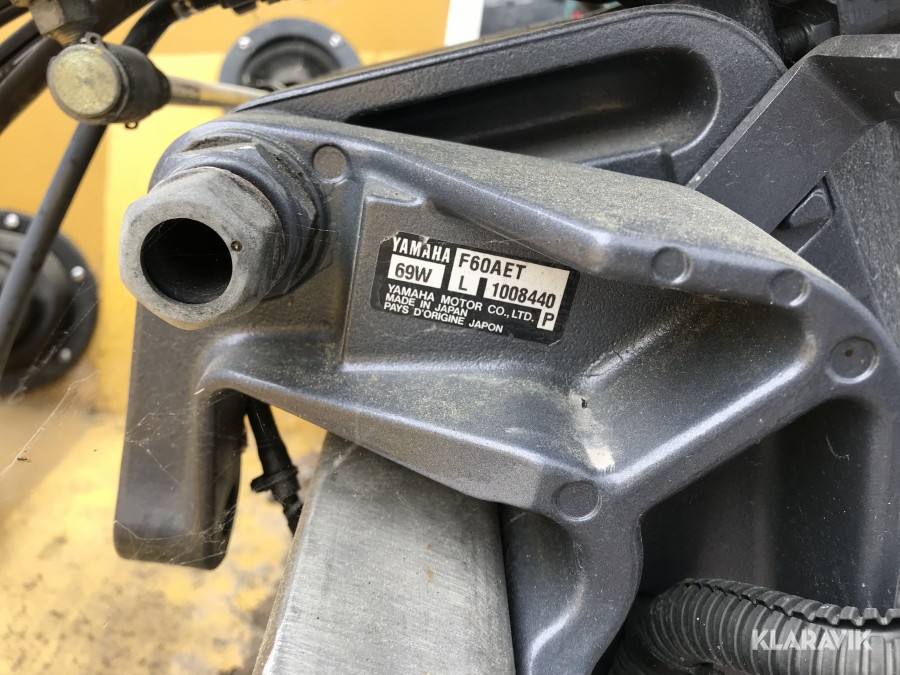 YAMAHA F60AET
69W L 1008440
YAMAHA MOTOR CO., LTD. P
MADE IN JAPAN
PAYS D'ORIGINE JAPON
KLARAVIK